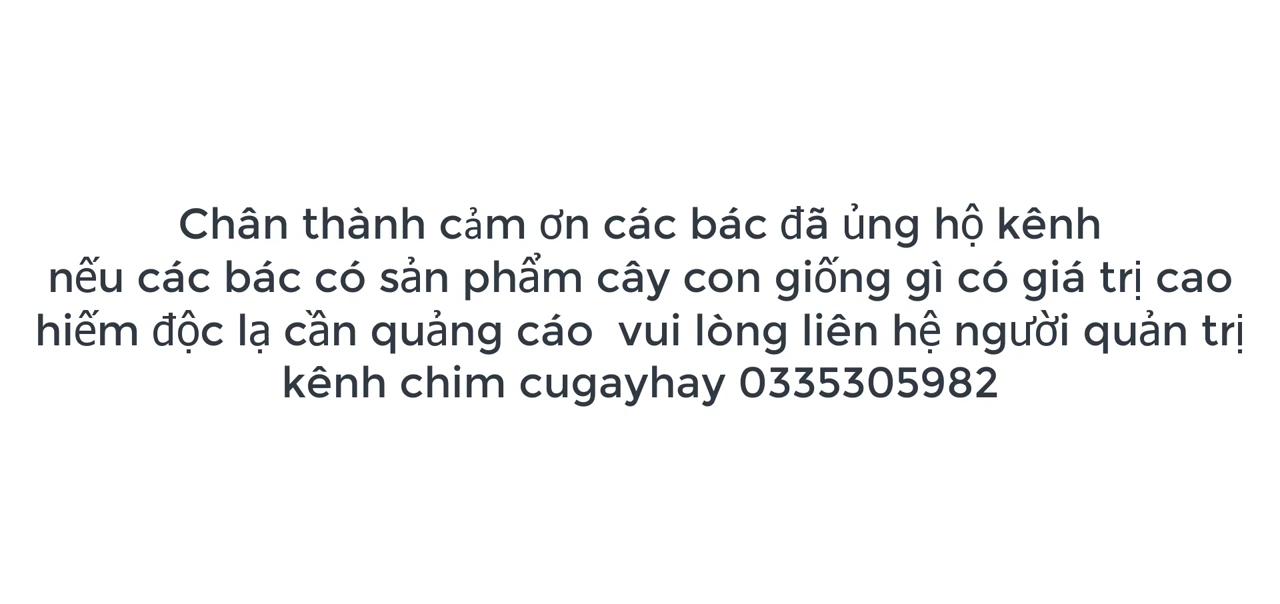 Chân thành cảm ơn các bác đã ủng hộ kênh
nếu các bác có sản phẩm cây con giống gì có giá trị cao
hiếm độc lạ cần quảng cáo  vui lòng liên hệ người quản trị
kênh chim cugayhay 0335305982